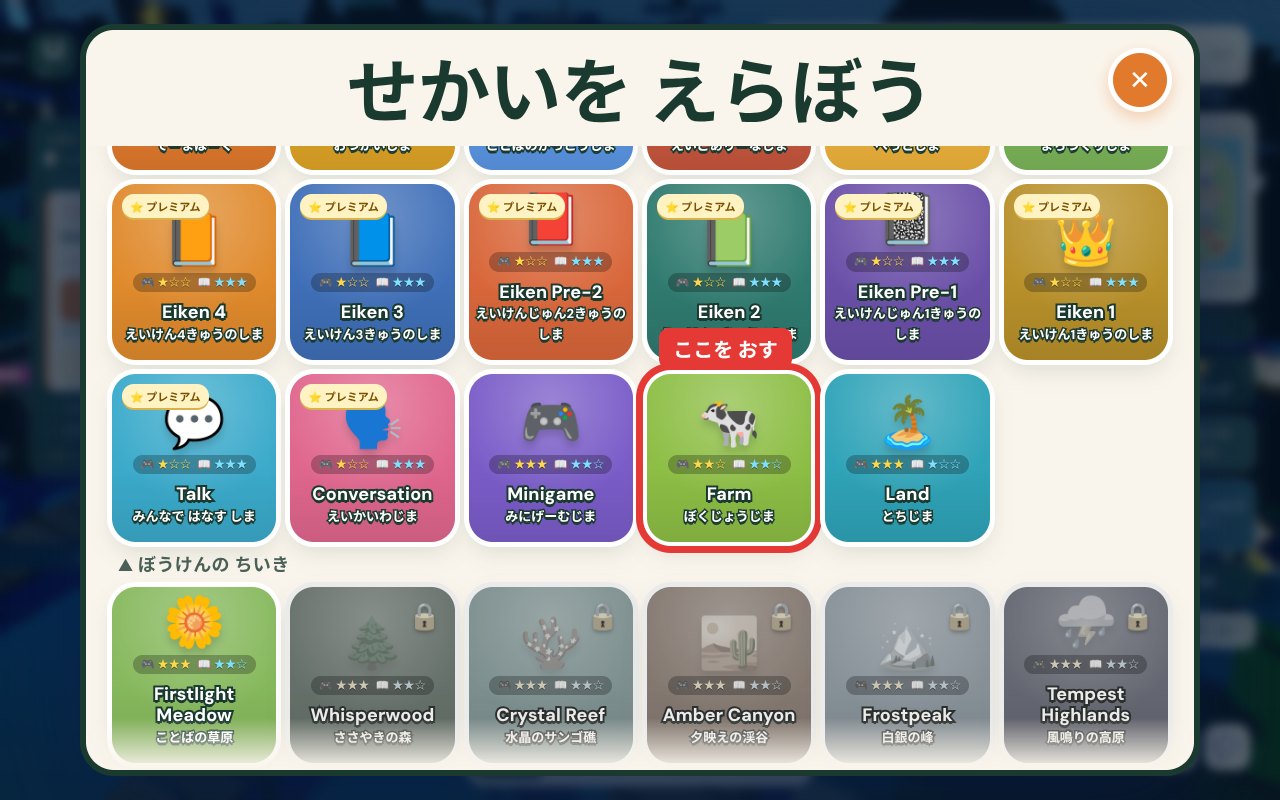 せかいを えらぼう
プレミアム
Eiken 4
えいけん4きゅうのしま
プレミアム
Eiken 3
えいけん3きゅうのしま
プレミアム
Eiken Pre-2
えいけんじゅん2きゅうの
しま
プレミアム
Eiken 2
プレミアム
Eiken Pre-1
えいけんじゅん1きゅうの
しま
プレミアム
Eiken 1
えいけん1きゅうのしま
ここを おす
プレミアム
Talk
みんなで はなす しま
プレミアム
Conversation
えいかいわじま
Minigame
みにげーむじま
Farm
ぼくじょうじま
Land
とちじま
▲ ぼうけんの ちいき
Firstlight
Meadow
ことばの草原
Whisperwood
ささやきの森
Crystal Reef
水晶のサンゴ礁
Amber Canyon
夕映えの渓谷
Frostpeak
白銀の峰
Tempest
Highlands
風鳴りの高原